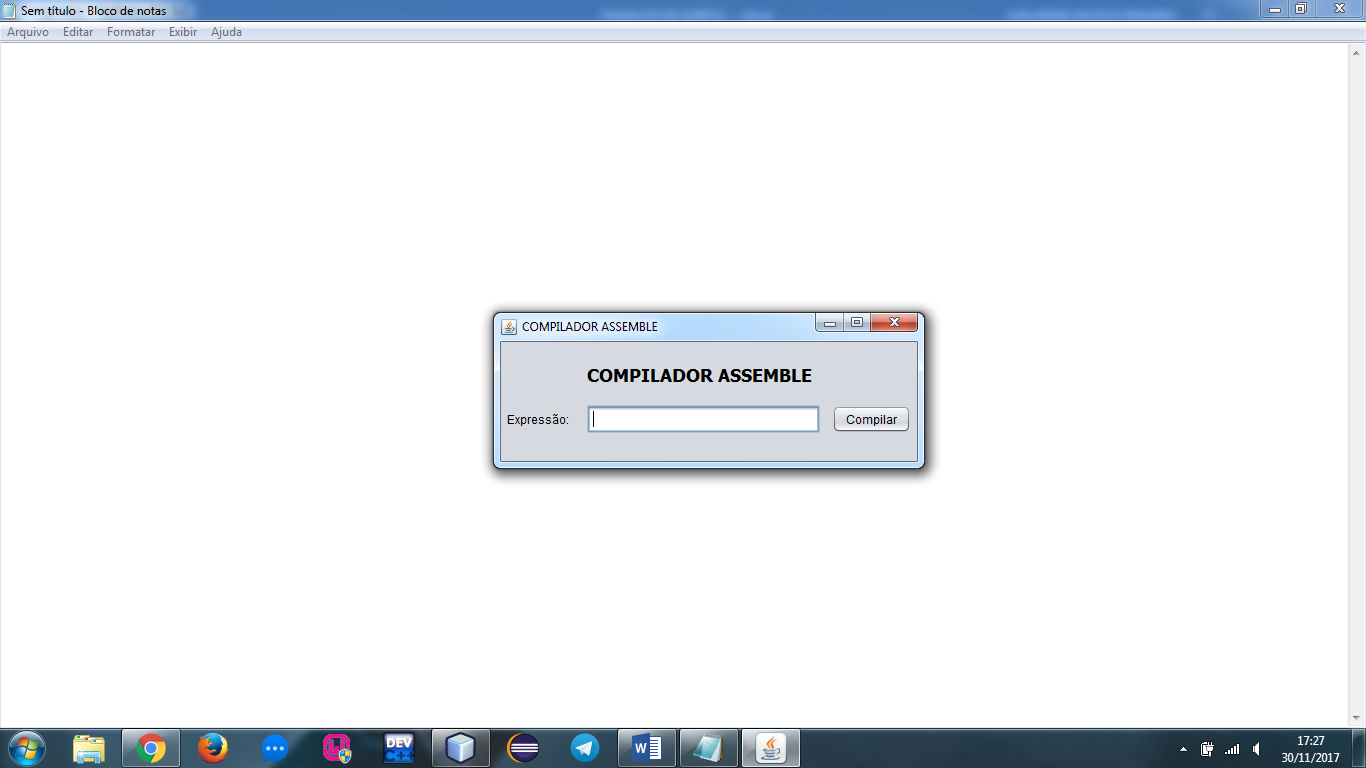 Sem título - Bloco de notas
Arquivo Editar Formatar Exibir Ajuda
COMPILADOR ASSEMBLE
COMPILADOR ASSEMBLE
Expressão: Compilar
DEV
C++
W
17:27
30/11/2017